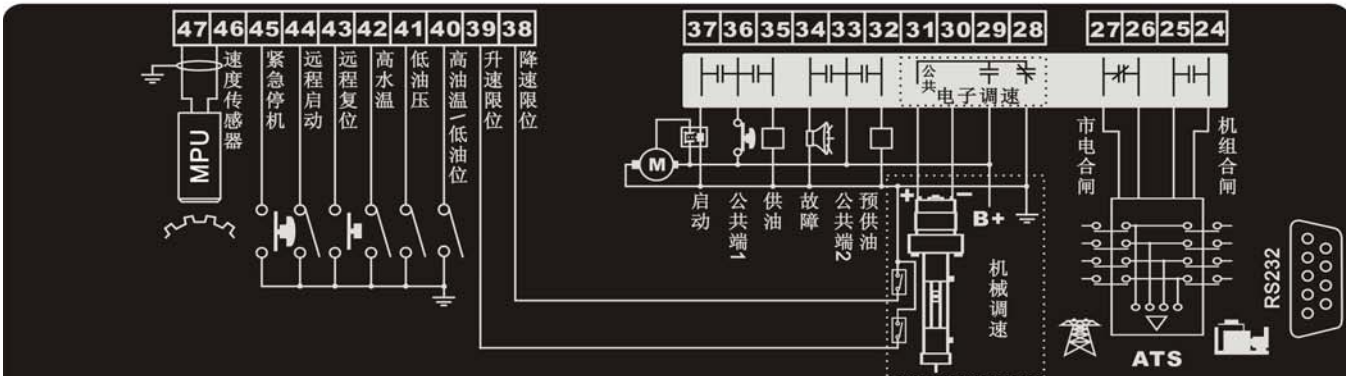 47 46 45 44 43 42 41 40 39 38
37 36 35 34 33 32 31 30 29 28
27 26 25 24
速度传感器
紧急停机
远程启动
远程复位
高水温
低油压
高油温\低油位
升速限位
降速限位
MPU
公共
电子调速
M
启动
公共端1
供油
故障
公共端2
预供油
+
−
B+
机械调速
市电合闸
机组合闸
ATS
RS232